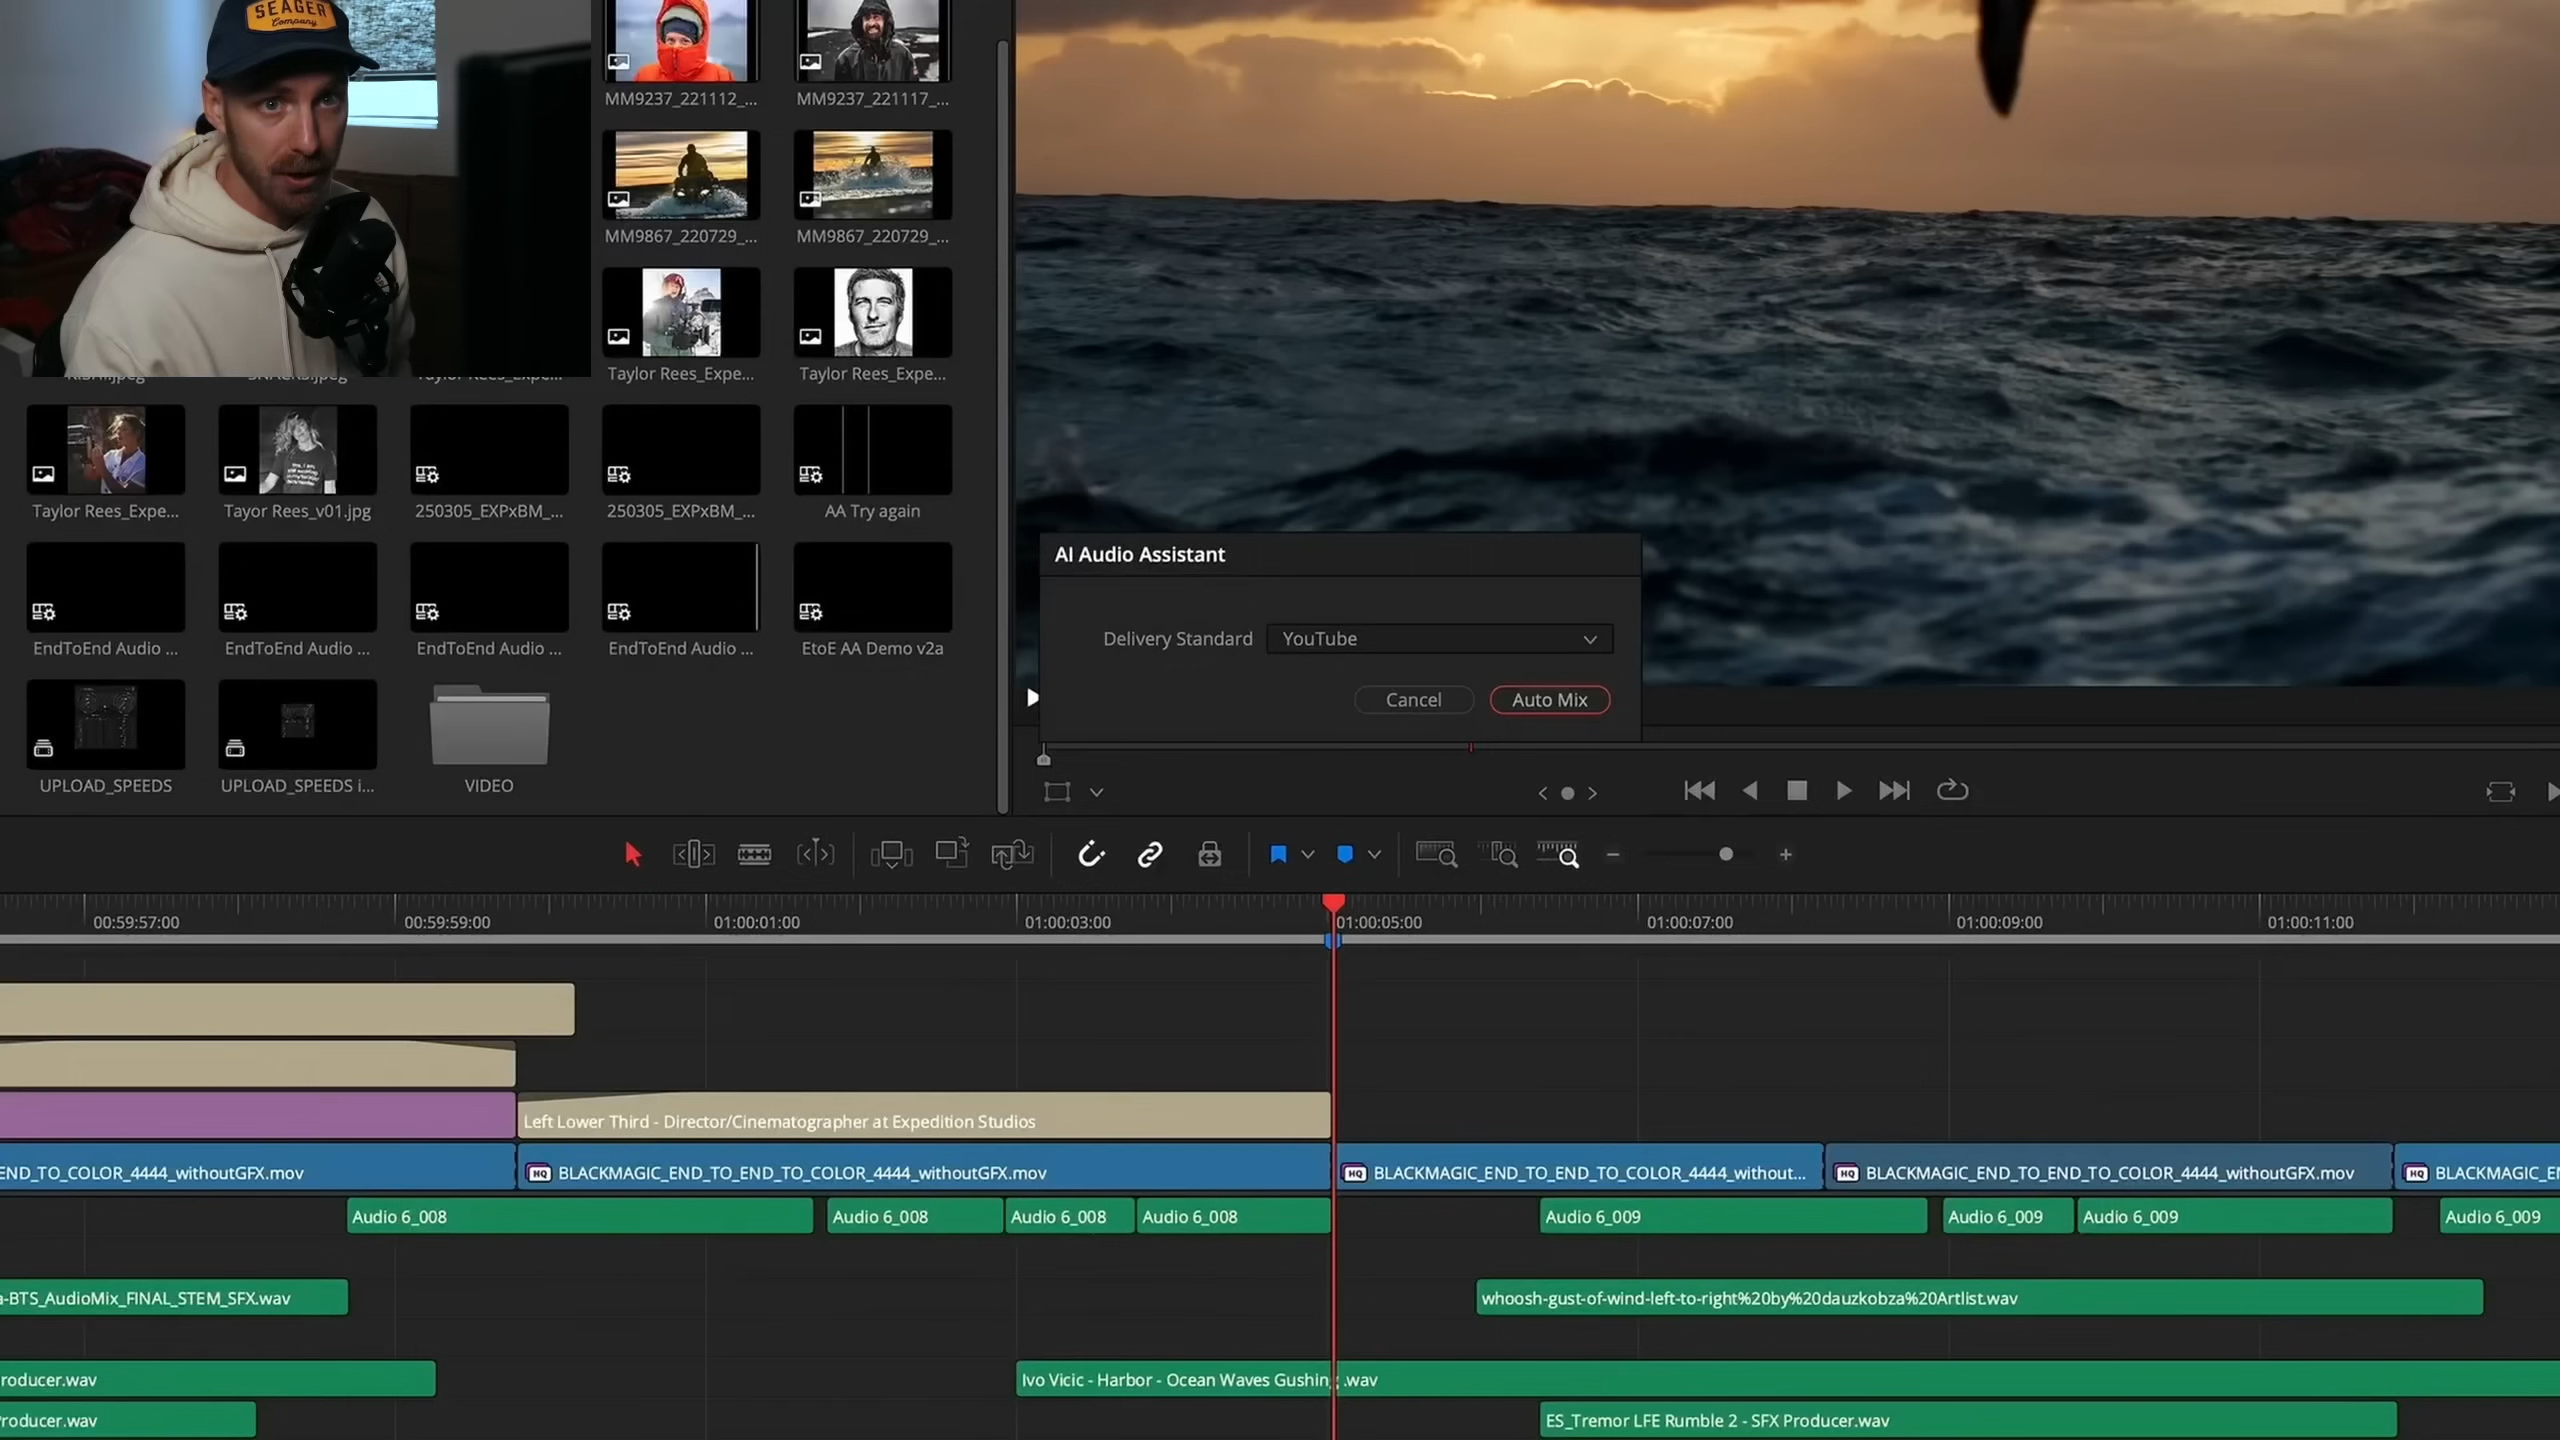 SEAGER
Company
MM9237_221112_...
MM9237_221117_...
MM9867_220729_...
MM9867_220729_...
Taylor Rees_Expe...
Taylor Rees_Expe...
Taylor Rees_Expe...
Tayor Rees_v01.jpg
250305_EXPxBM_...
250305_EXPxBM_...
AA Try again
EndToEnd Audio ...
EndToEnd Audio ...
EndToEnd Audio ...
EndToEnd Audio ...
EtoE AA Demo v2a
UPLOAD_SPEEDS
UPLOAD_SPEEDS i...
VIDEO
AI Audio Assistant
Delivery Standard
YouTube
Cancel
Auto Mix
00:59:57:00
00:59:59:00
01:00:01:00
01:00:03:00
01:00:05:00
01:00:07:00
01:00:09:00
01:00:11:00
Left Lower Third - Director/Cinematographer at Expedition Studios
END_TO_COLOR_4444_withoutGFX.mov
HQ BLACKMAGIC_END_TO_END_TO_COLOR_4444_withoutGFX.mov
HQ BLACKMAGIC_END_TO_END_TO_COLOR_4444_without...
HQ BLACKMAGIC_END_TO_END_TO_COLOR_4444_withoutGFX.mov
HQ BLACKMAGIC_E
Audio 6_008
Audio 6_008
Audio 6_008
Audio 6_008
Audio 6_009
Audio 6_009
Audio 6_009
Audio 6_009
a-BTS_AudioMix_FINAL_STEM_SFX.wav
whoosh-gust-of-wind-left-to-right%20by%20dauzkobza%20Artlist.wav
roducer.wav
Ivo Vicic - Harbor - Ocean Waves Gushing .wav
Producer.wav
ES_Tremor LFE Rumble 2 - SFX Producer.wav